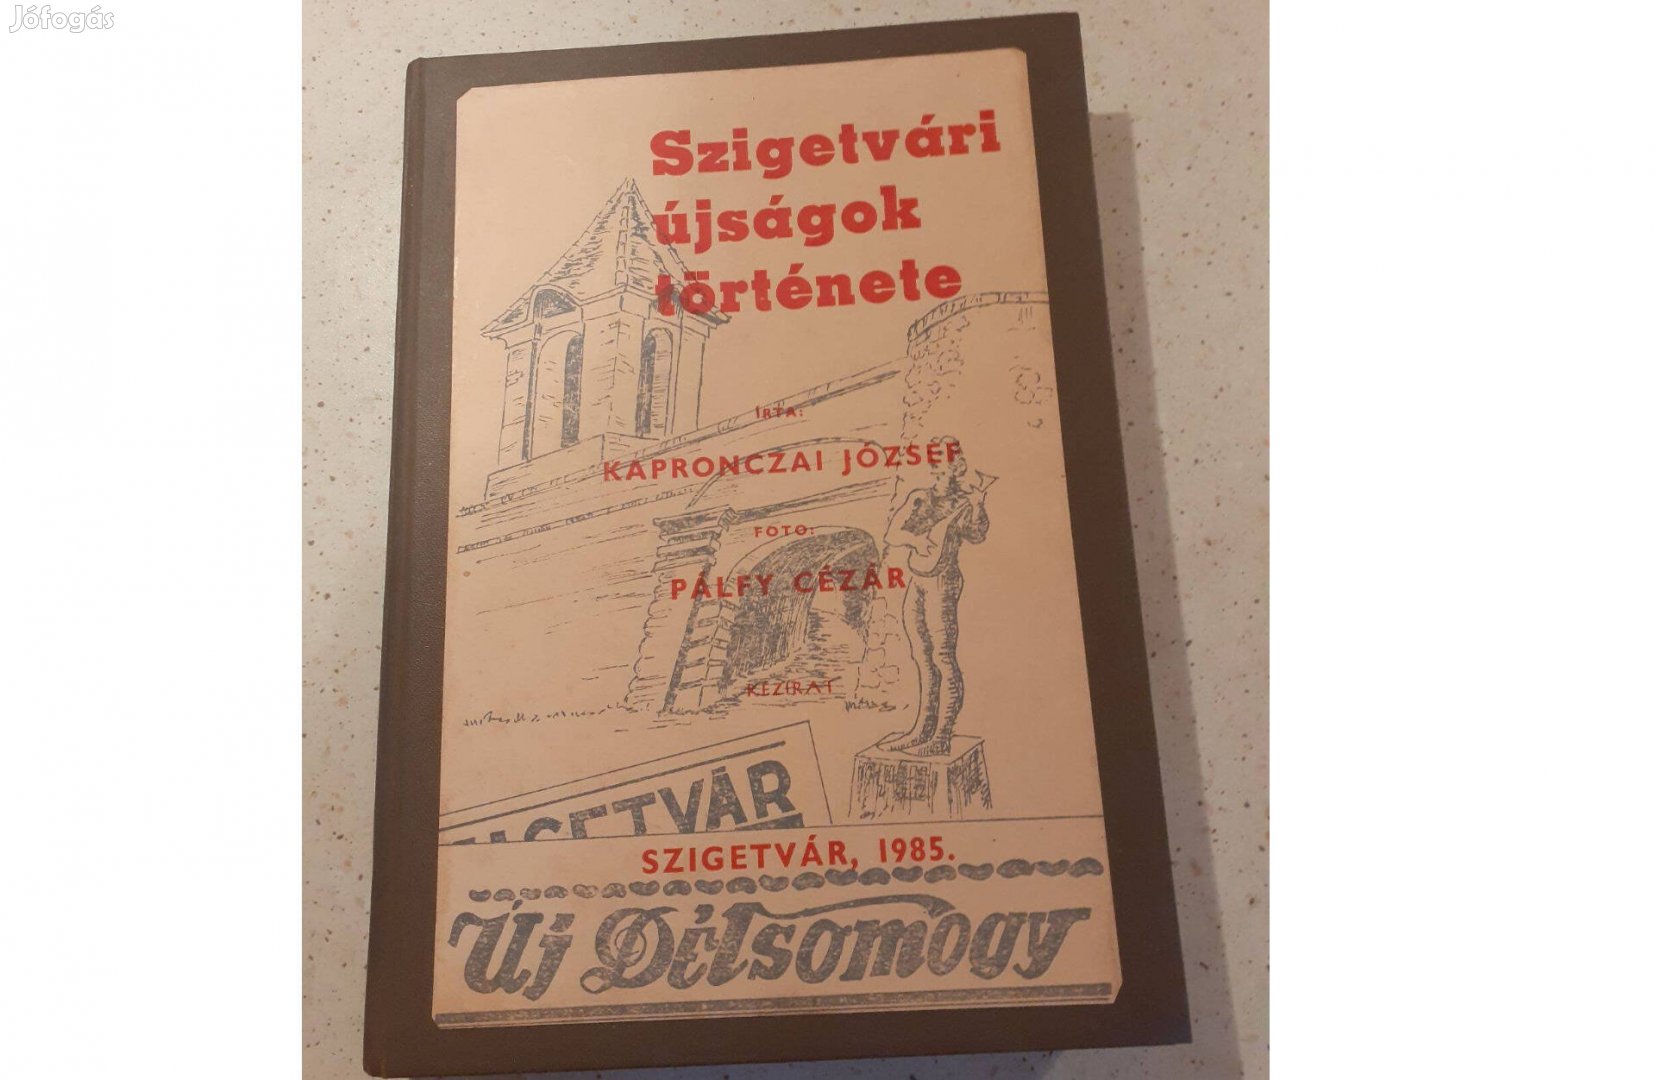 Jófogás
Szigetvári
újságok
története
ÍRTA:
KAPRONCZAI JÓZSEF
FOTO:
PÁLFY CÉZÁR
KÉZIRAT
SZIGETVÁR
SZIGETVÁR, 1985.
Új Délsomogy